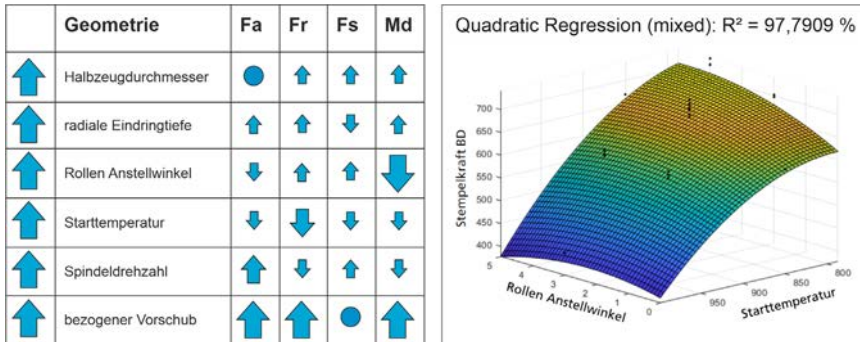 Geometrie Fa Fr Fs Md
Halbzeugdurchmesser
radiale Eindringtiefe
Rollen Anstellwinkel
Starttemperatur
Spindeldrehzahl
bezogener Vorschub
Quadratic Regression (mixed): R² = 97,7909 %
Stempelkraft BD
700
650
600
550
500
450
400
5
4
3
2
1
0
Rollen Anstellwinkel
950
900
850
800
Starttemperatur